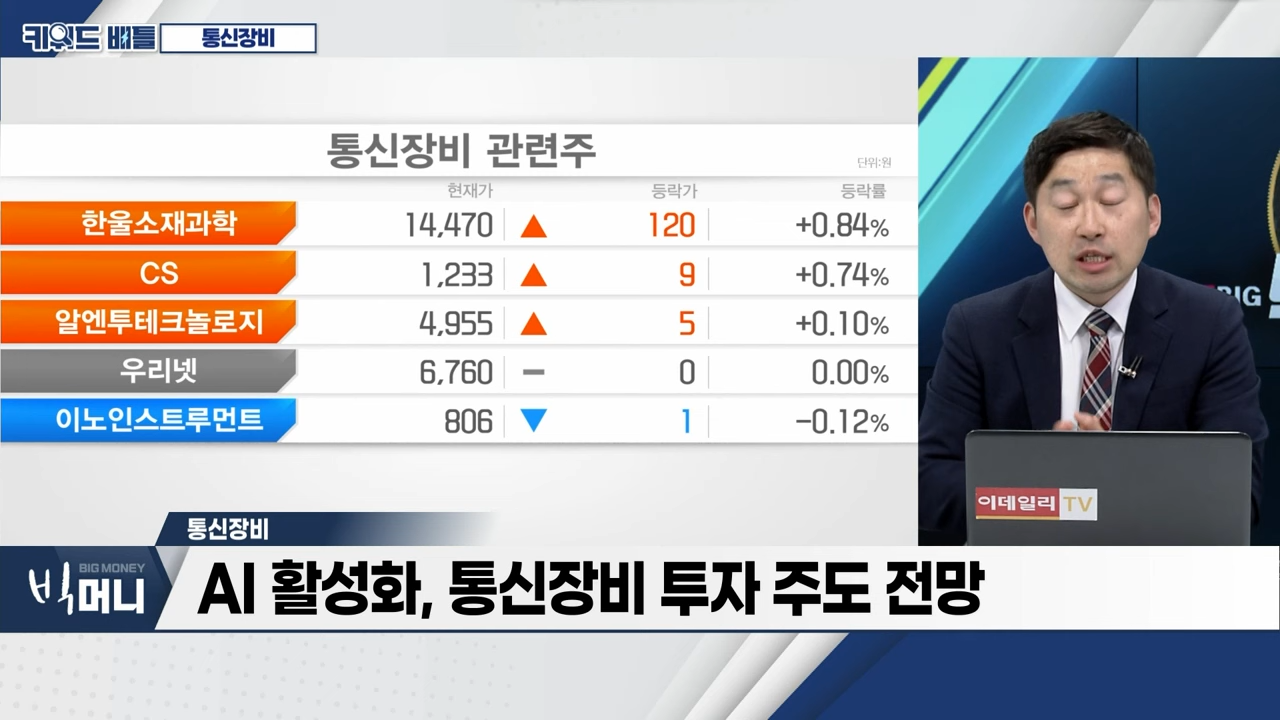 키워드 배틀 통신장비
통신장비 관련주
단위:원
현재가 등락가 등락률
한울소재과학 14,470 ▲ 120 +0.84%
CS 1,233 ▲ 9 +0.74%
알엔투테크놀로지 4,955 ▲ 5 +0.10%
우리넷 6,760 － 0 0.00%
이노인스트루먼트 806 ▼ 1 -0.12%
BIG
이데일리 TV
통신장비
BIG MONEY
빅머니
AI 활성화, 통신장비 투자 주도 전망